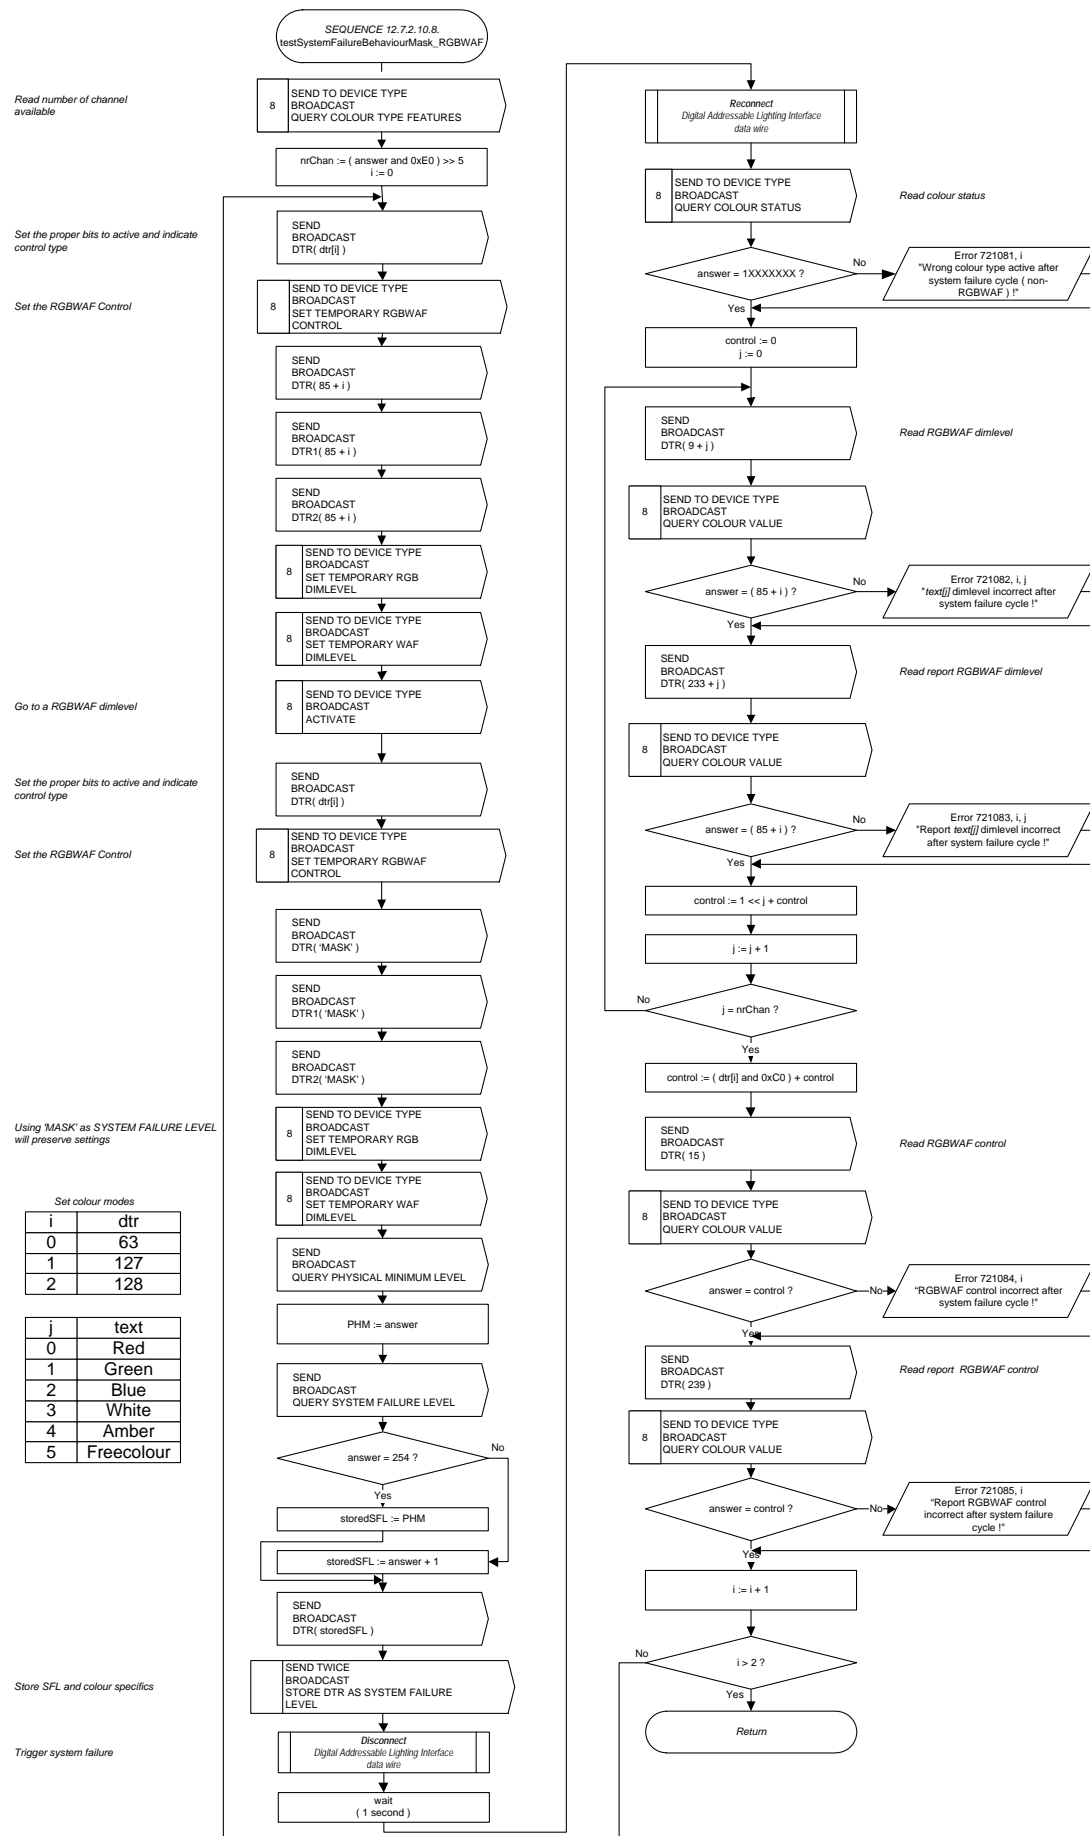 SEQUENCE 12.7.2.10.8.
testSystemFailureBehaviourMask_RGBWAF
Read number of channel
available
8
SEND TO DEVICE TYPE
BROADCAST
QUERY COLOUR TYPE FEATURES
nrChan := ( answer and 0xE0 ) >> 5
i := 0
Set the proper bits to active and indicate
control type
SEND
BROADCAST
DTR( dtr[i] )
Set the RGBWAF Control
8
SEND TO DEVICE TYPE
BROADCAST
SET TEMPORARY RGBWAF
CONTROL
SEND
BROADCAST
DTR( 85 + i )
SEND
BROADCAST
DTR1( 85 + i )
SEND
BROADCAST
DTR2( 85 + i )
8
SEND TO DEVICE TYPE
BROADCAST
SET TEMPORARY RGB
DIMLEVEL
8
SEND TO DEVICE TYPE
BROADCAST
SET TEMPORARY WAF
DIMLEVEL
Go to a RGBWAF dimlevel
8
SEND TO DEVICE TYPE
BROADCAST
ACTIVATE
Set the proper bits to active and indicate
control type
SEND
BROADCAST
DTR( dtr[i] )
Set the RGBWAF Control
8
SEND TO DEVICE TYPE
BROADCAST
SET TEMPORARY RGBWAF
CONTROL
SEND
BROADCAST
DTR( 'MASK' )
SEND
BROADCAST
DTR1( 'MASK' )
SEND
BROADCAST
DTR2( 'MASK' )
Using 'MASK' as SYSTEM FAILURE LEVEL
will preserve settings
8
SEND TO DEVICE TYPE
BROADCAST
SET TEMPORARY RGB
DIMLEVEL
8
SEND TO DEVICE TYPE
BROADCAST
SET TEMPORARY WAF
DIMLEVEL
Set colour modes
i dtr
0 63
1 127
2 128
j text
0 Red
1 Green
2 Blue
3 White
4 Amber
5 Freecolour
SEND
BROADCAST
QUERY PHYSICAL MINIMUM LEVEL
PHM := answer
SEND
BROADCAST
QUERY SYSTEM FAILURE LEVEL
answer = 254 ?
No
Yes
storedSFL := PHM
storedSFL := answer + 1
SEND
BROADCAST
DTR( storedSFL )
Store SFL and colour specifics
SEND TWICE
BROADCAST
STORE DTR AS SYSTEM FAILURE
LEVEL
Trigger system failure
Disconnect
Digital Addressable Lighting Interface
data wire
wait
( 1 second )
Reconnect
Digital Addressable Lighting Interface
data wire
8
SEND TO DEVICE TYPE
BROADCAST
QUERY COLOUR STATUS
Read colour status
answer = 1XXXXXXX ?
No
Error 721081, i
"Wrong colour type active after
system failure cycle ( non-
RGBWAF ) !"
Yes
control := 0
j := 0
SEND
BROADCAST
DTR( 9 + j )
Read RGBWAF dimlevel
8
SEND TO DEVICE TYPE
BROADCAST
QUERY COLOUR VALUE
answer = ( 85 + i ) ?
No
Error 721082, i, j
"text[j] dimlevel incorrect after
system failure cycle !"
Yes
SEND
BROADCAST
DTR( 233 + j )
Read report RGBWAF dimlevel
8
SEND TO DEVICE TYPE
BROADCAST
QUERY COLOUR VALUE
answer = ( 85 + i ) ?
No
Error 721083, i, j
"Report text[j] dimlevel incorrect
after system failure cycle !"
Yes
control := 1 << j + control
j := j + 1
j = nrChan ?
No
Yes
control := ( dtr[i] and 0xC0 ) + control
SEND
BROADCAST
DTR( 15 )
Read RGBWAF control
8
SEND TO DEVICE TYPE
BROADCAST
QUERY COLOUR VALUE
answer = control ?
No
Error 721084, i
"RGBWAF control incorrect after
system failure cycle !"
Yes
SEND
BROADCAST
DTR( 239 )
Read report RGBWAF control
8
SEND TO DEVICE TYPE
BROADCAST
QUERY COLOUR VALUE
answer = control ?
No
Error 721085, i
"Report RGBWAF control
incorrect after system failure
cycle !"
Yes
i := i + 1
i > 2 ?
No
Yes
Return